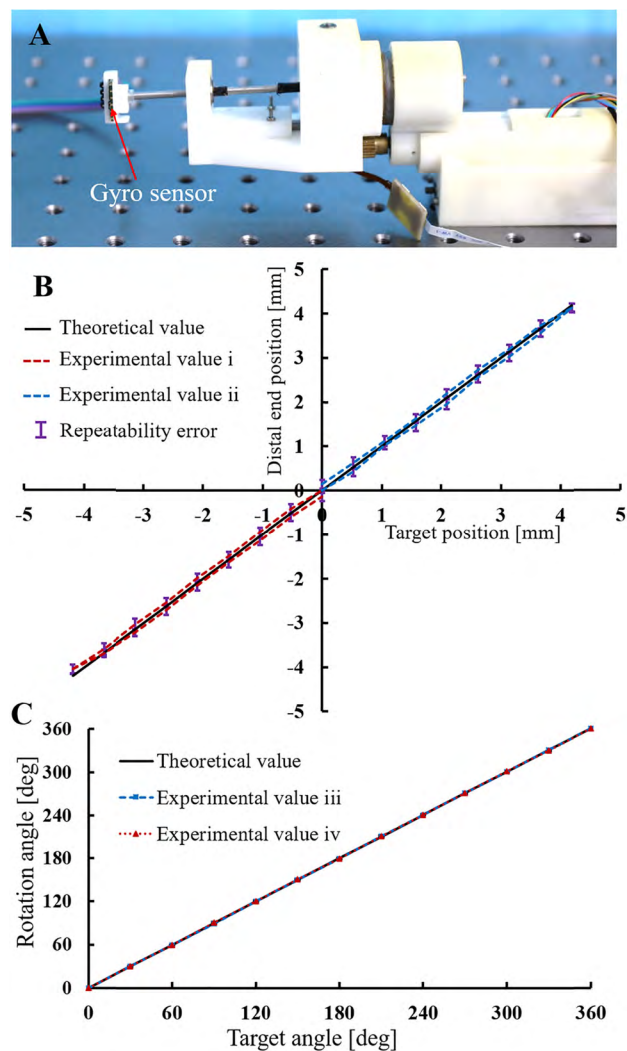 A
Gyro sensor
B
Theoretical value
Experimental value i
Experimental value ii
Repeatability error
Distal end position [mm]
5
4
3
2
1
0
-1
-2
-3
-4
-5
-5 -4 -3 -2 -1 0 1 2 3 4 5
Target position [mm]
C
Theoretical value
Experimental value iii
Experimental value iv
Rotation angle [deg]
360
300
240
180
120
60
0
0 60 120 180 240 300 360
Target angle [deg]